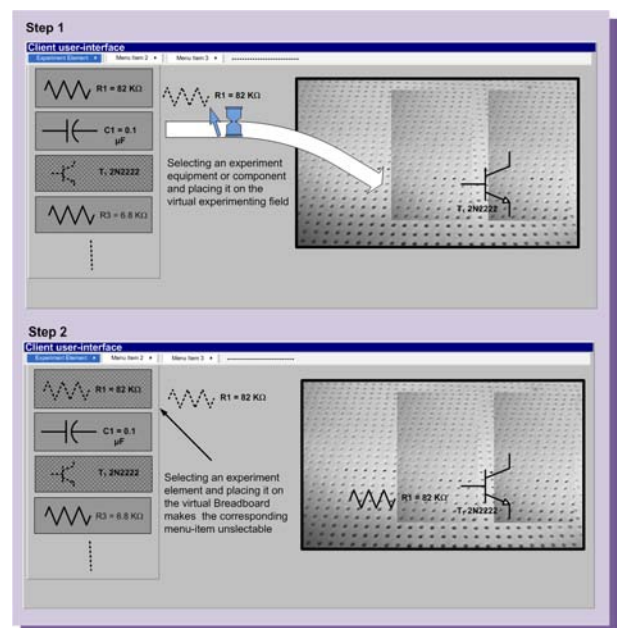 Step 1
Client user-interface
Experiment Element Menu Item 2 Menu Item 3
R1 = 82 KΩ
C1 = 0.1
µF
T, 2N2222
R3 = 6.8 KΩ
R1 = 82 KΩ
Selecting an experiment
equipment or component
and placing it on the
virtual experimenting field
T, 2N2222
Step 2
Client user-interface
Experiment Element Menu Item 2 Menu Item 3
R1 = 82 KΩ
C1 = 0.1
µF
T, 2N2222
R3 = 6.8 KΩ
R1 = 82 KΩ
Selecting an experiment
element and placing it on
the virtual Breadboard
makes the corresponding
menu-item unslectable
R1 = 82 KΩ
T, 2N2222